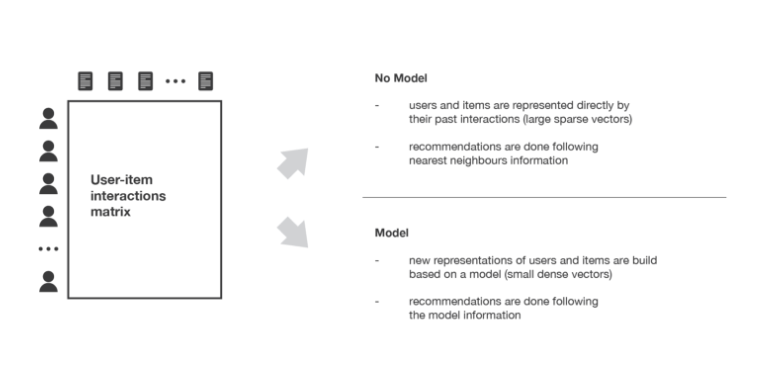 User-item
interactions
matrix
No Model
- users and items are represented directly by
their past interactions (large sparse vectors)
- recommendations are done following
nearest neighbours information
Model
- new representations of users and items are build
based on a model (small dense vectors)
- recommendations are done following
the model information